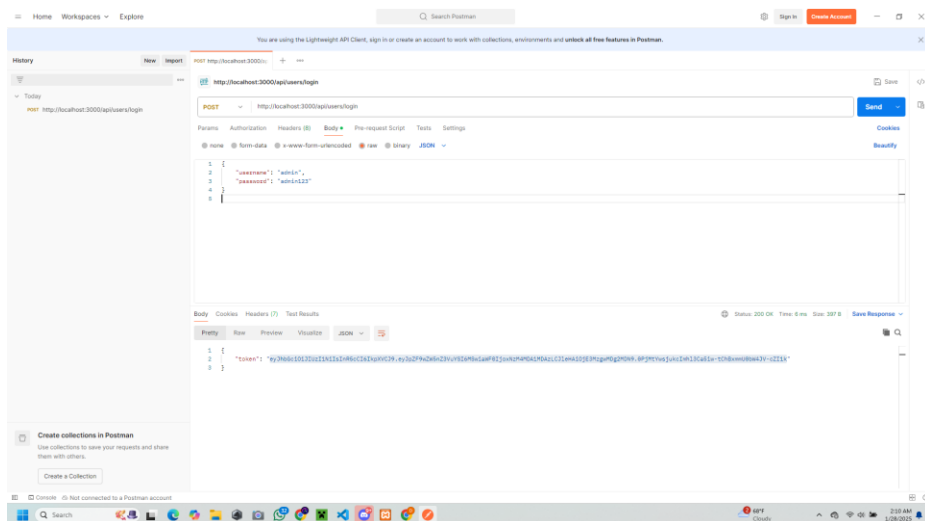 Home Workspaces Explore Search Postman Sign In Create Account
You are using the Lightweight API Client, sign in or create an account to work with collections, environments and unlock all free features in Postman.
History New Import POST http://localhost:3000/
http://localhost:3000/api/users/login Save
Today
POST http://localhost:3000/api/users/login
POST http://localhost:3000/api/users/login Send
Params Authorization Headers (8) Body Pre-request Script Tests Settings Cookies
none form-data x-www-form-urlencoded raw binary JSON Beautify
1 {
2 "username": "admin",
3 "password": "admin123"
4 }
5
Body Cookies Headers (7) Test Results Status: 200 OK Time: 6 ms Size: 397 B Save Response
Pretty Raw Preview Visualize JSON
1 {
2 "token":
3 }
Create collections in Postman
Use collections to save your requests and share
them with others.
Create a Collection
Console Not connected to a Postman account
Search 68°F Clouds 2:10 AM
1/28/2025